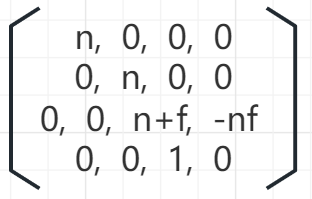 n, 0, 0, 0
0, n, 0, 0
0, 0, n+f, -nf
0, 0, 1, 0